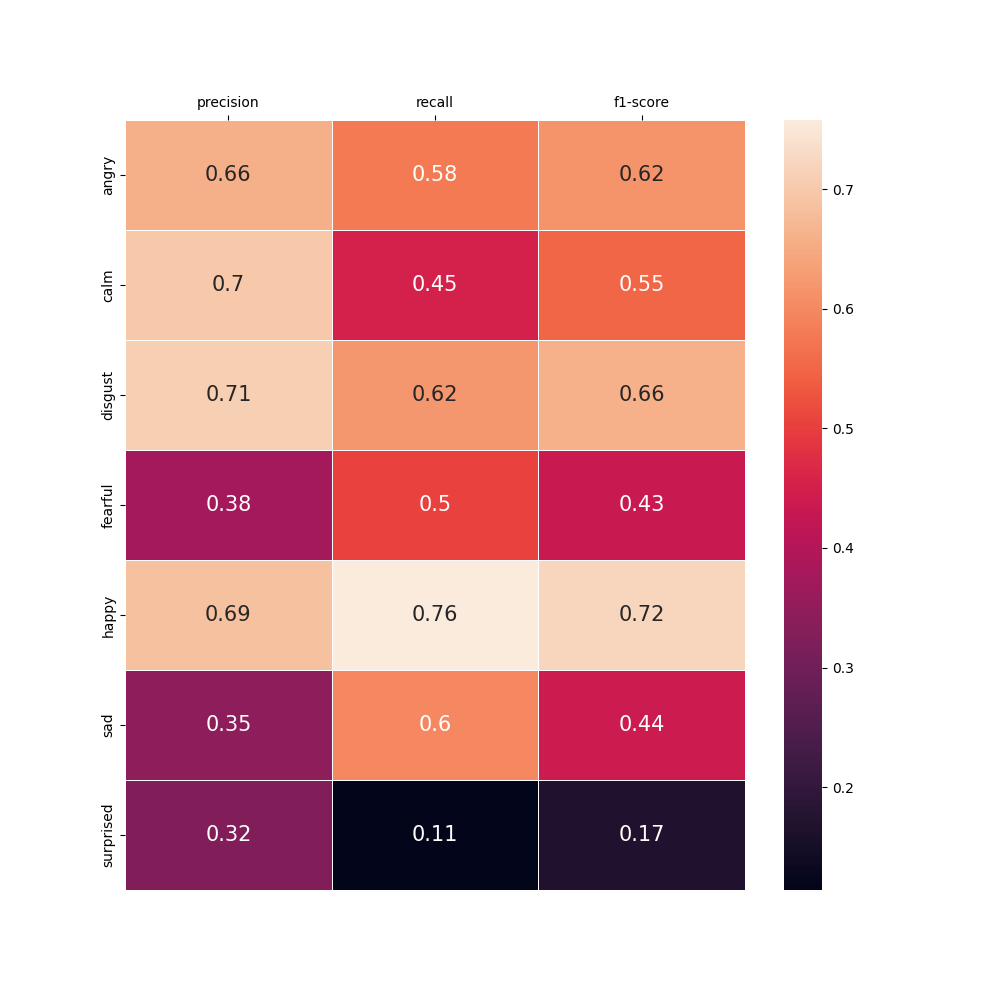 precision recall f1-score
angry 0.66 0.58 0.62
calm 0.7 0.45 0.55
disgust 0.71 0.62 0.66
fearful 0.38 0.5 0.43
happy 0.69 0.76 0.72
sad 0.35 0.6 0.44
surprised 0.32 0.11 0.17
0.7
0.6
0.5
0.4
0.3
0.2